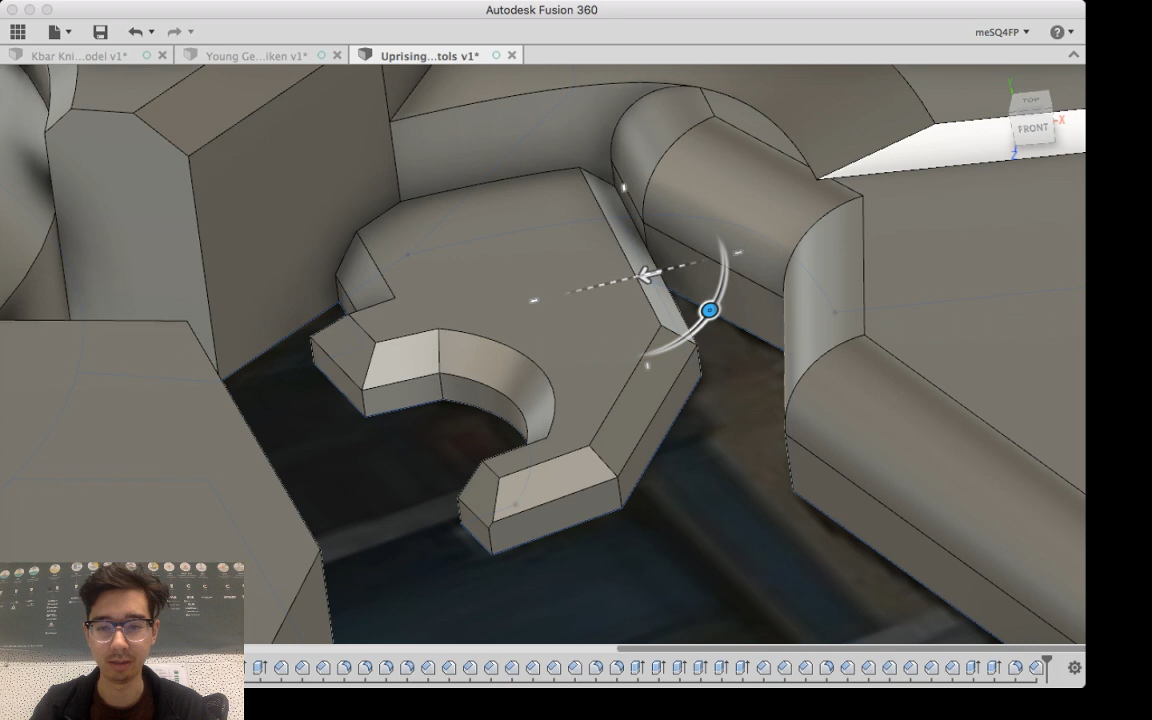 Autodesk Fusion 360
meSQ4FP
Kbar Kni...odel v1*
Young Ge...iken v1*
Uprising...tols v1*
TOP
Y
X
FRONT
Z